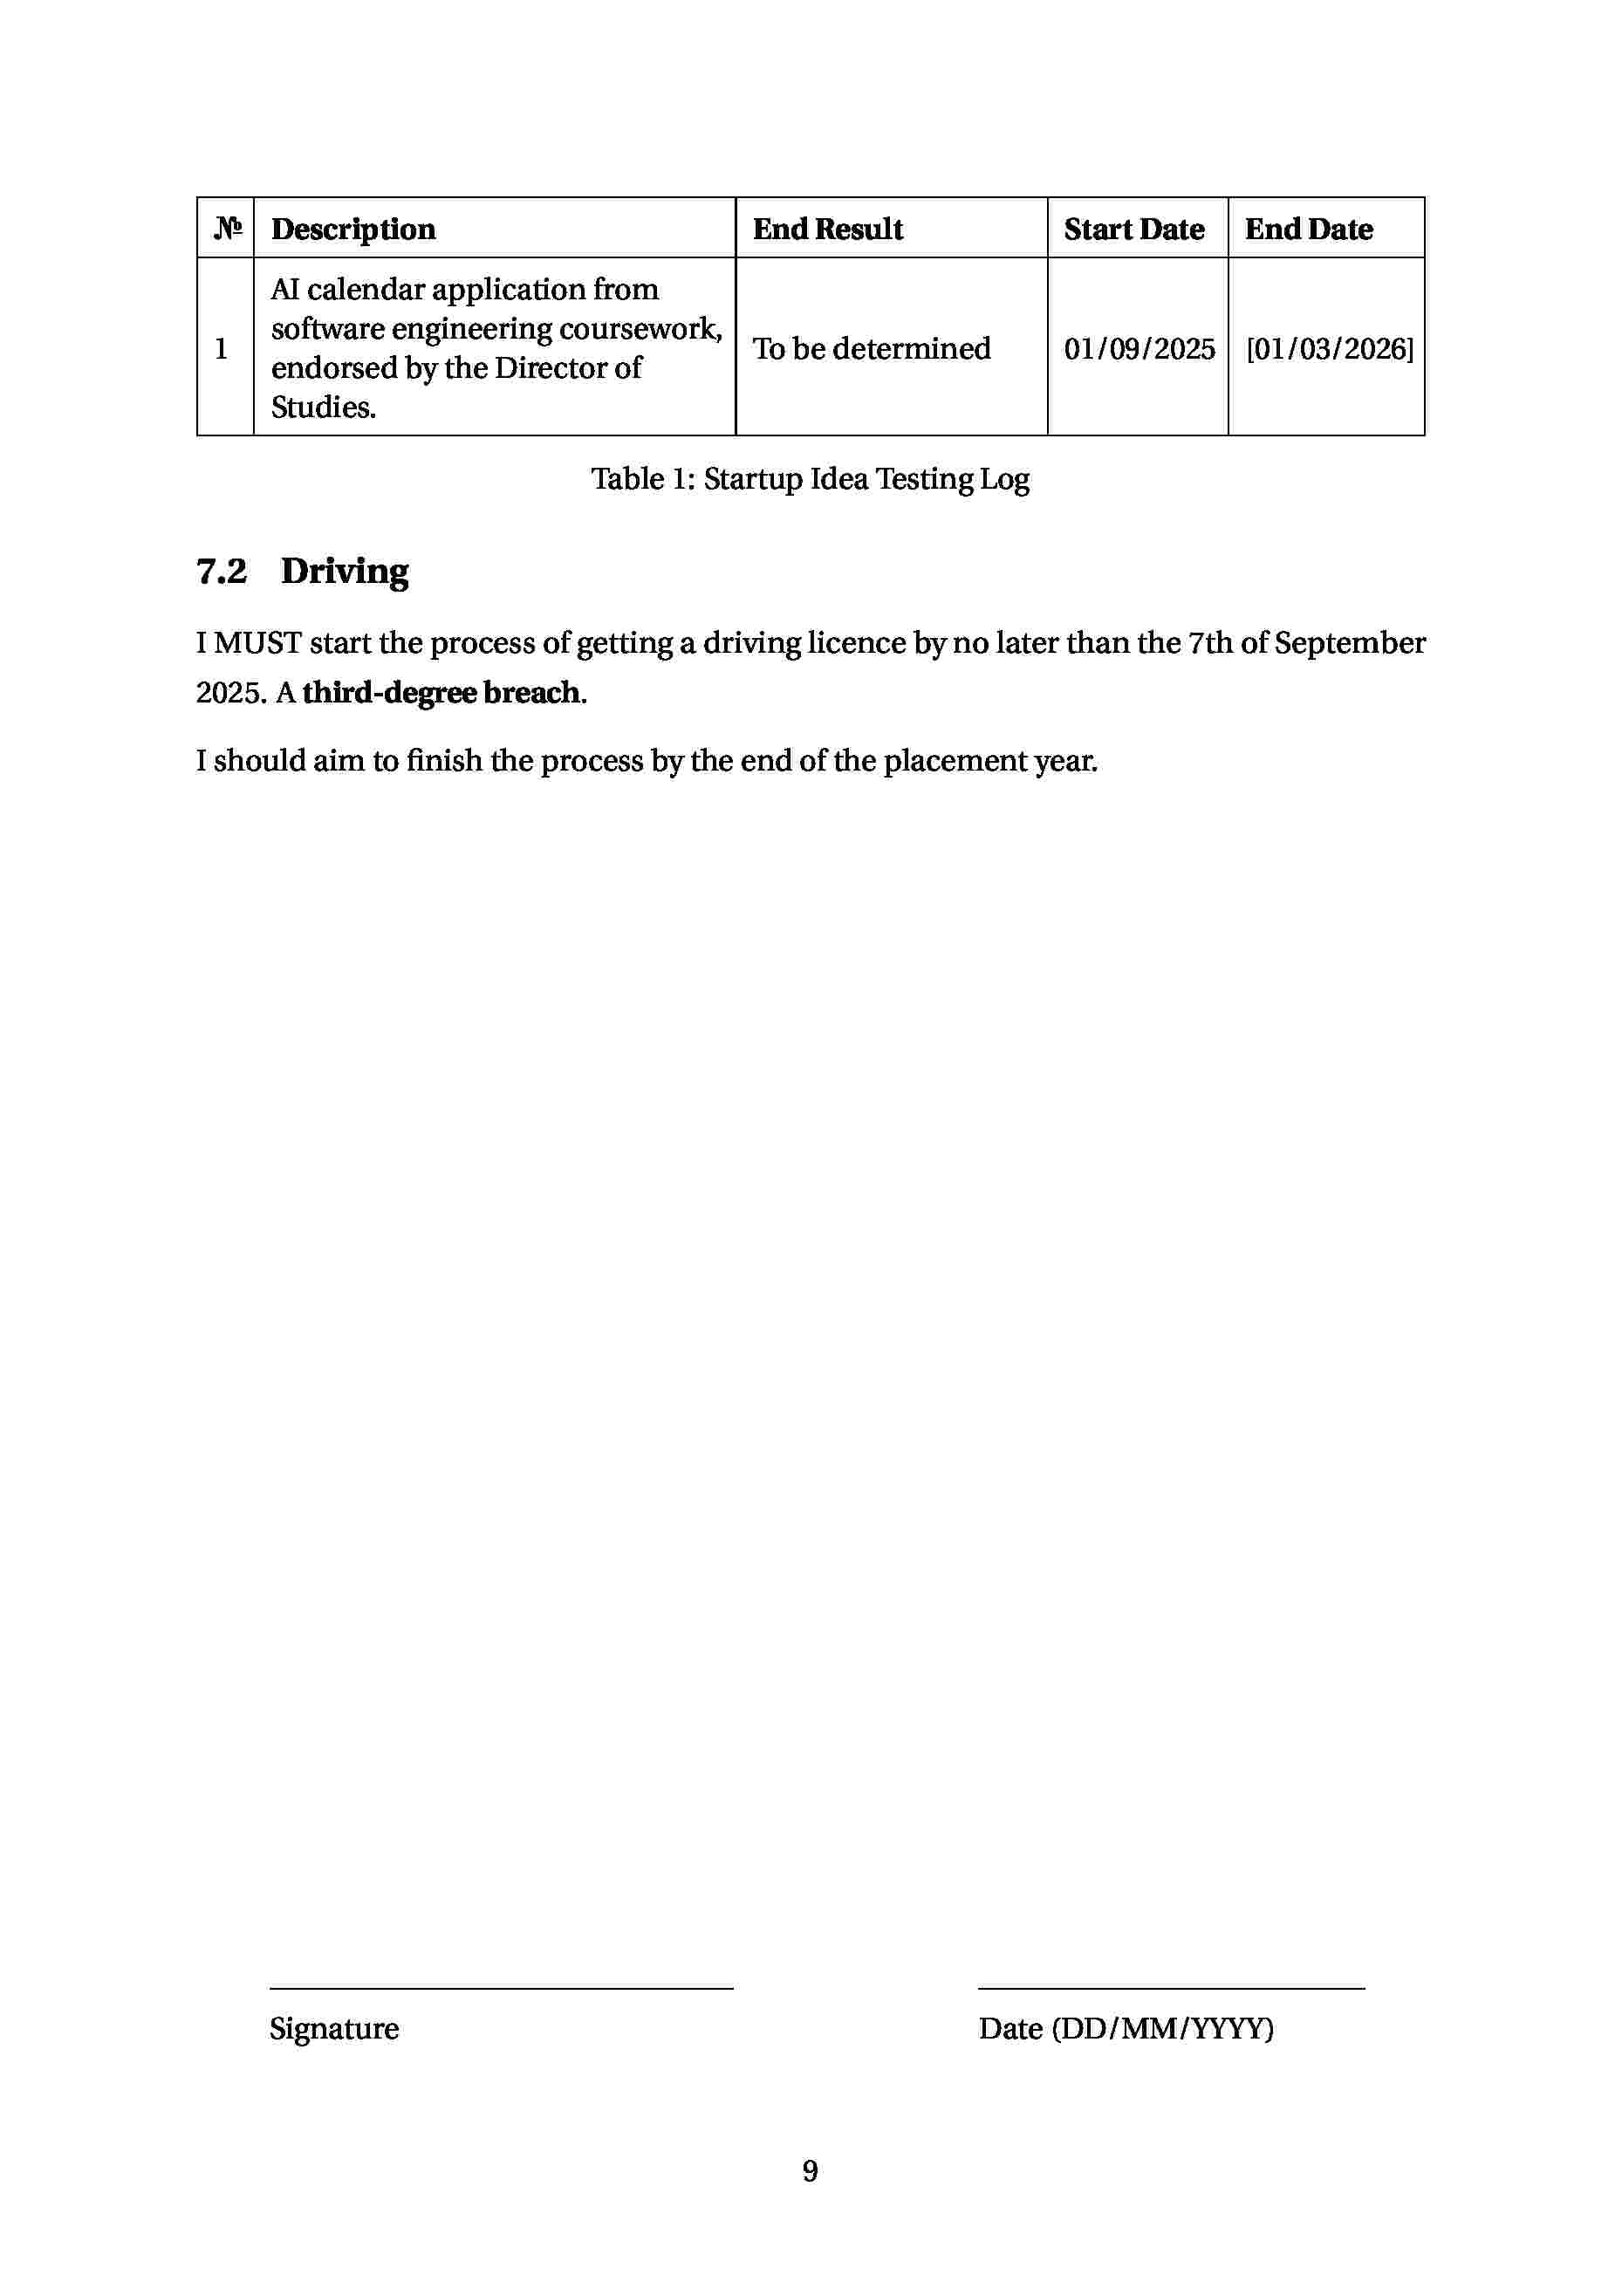 № Description End Result Start Date End Date
AI calendar application from
software engineering coursework,
1 To be determined 01/09/2025 [01/03/2026]
endorsed by the Director of
Studies.
Table 1: Startup Idea Testing Log
7.2 Driving
I MUST start the process of getting a driving licence by no later than the 7th of September
2025. A third-degree breach.
I should aim to finish the process by the end of the placement year.
Signature Date (DD/MM/YYYY)
9